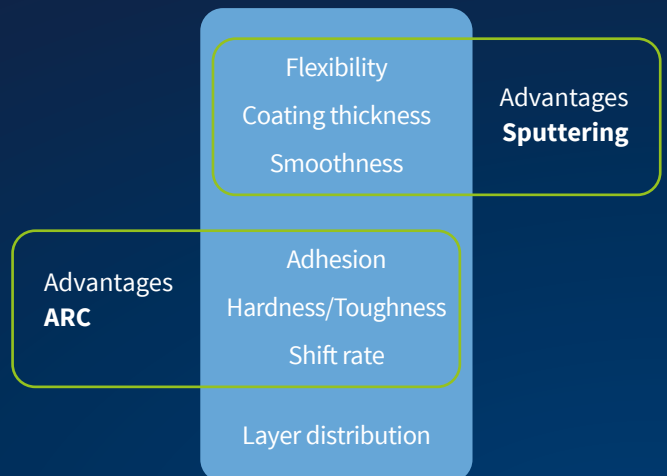 Flexibility
Coating thickness
Smoothness
Advantages
Sputtering
Advantages
ARC
Adhesion
Hardness/Toughness
Shift rate
Layer distribution